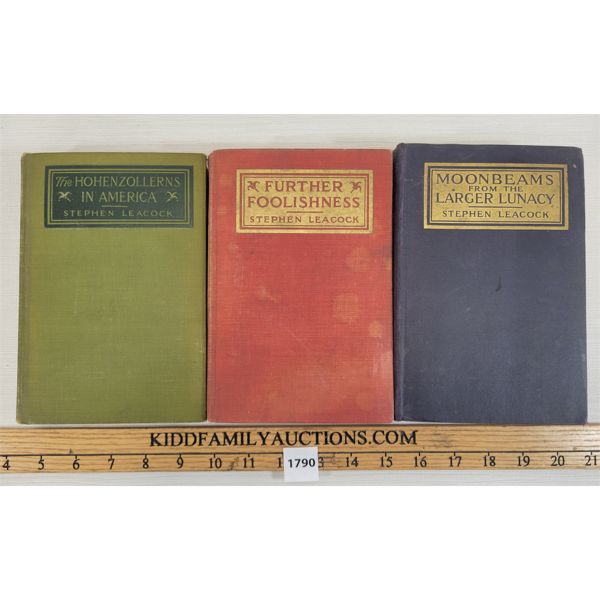 The HOHENZOLLERNS
IN AMERICA
STEPHEN LEACOCK
FURTHER
FOOLISHNESS
STEPHEN LEACOCK
MOONBEAMS
FROM THE
LARGER LUNACY
STEPHEN LEACOCK
KIDDFAMILYAUCTIONS.COM
4 5 6 7 8 9 10 11 1 3 14 15 16 17 18 19 20 21
1790